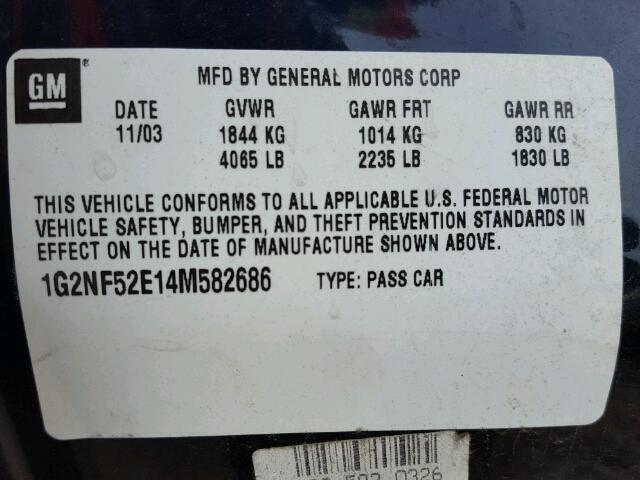 GM ®
MFD BY GENERAL MOTORS CORP
DATE GVWR GAWR FRT GAWR RR
11/03 1844 KG 1014 KG 830 KG
4065 LB 2235 LB 1830 LB
THIS VEHICLE CONFORMS TO ALL APPLICABLE U.S. FEDERAL MOTOR
VEHICLE SAFETY, BUMPER, AND THEFT PREVENTION STANDARDS IN
EFFECT ON THE DATE OF MANUFACTURE SHOWN ABOVE.
1G2NF52E14M582686 TYPE: PASS CAR
0326